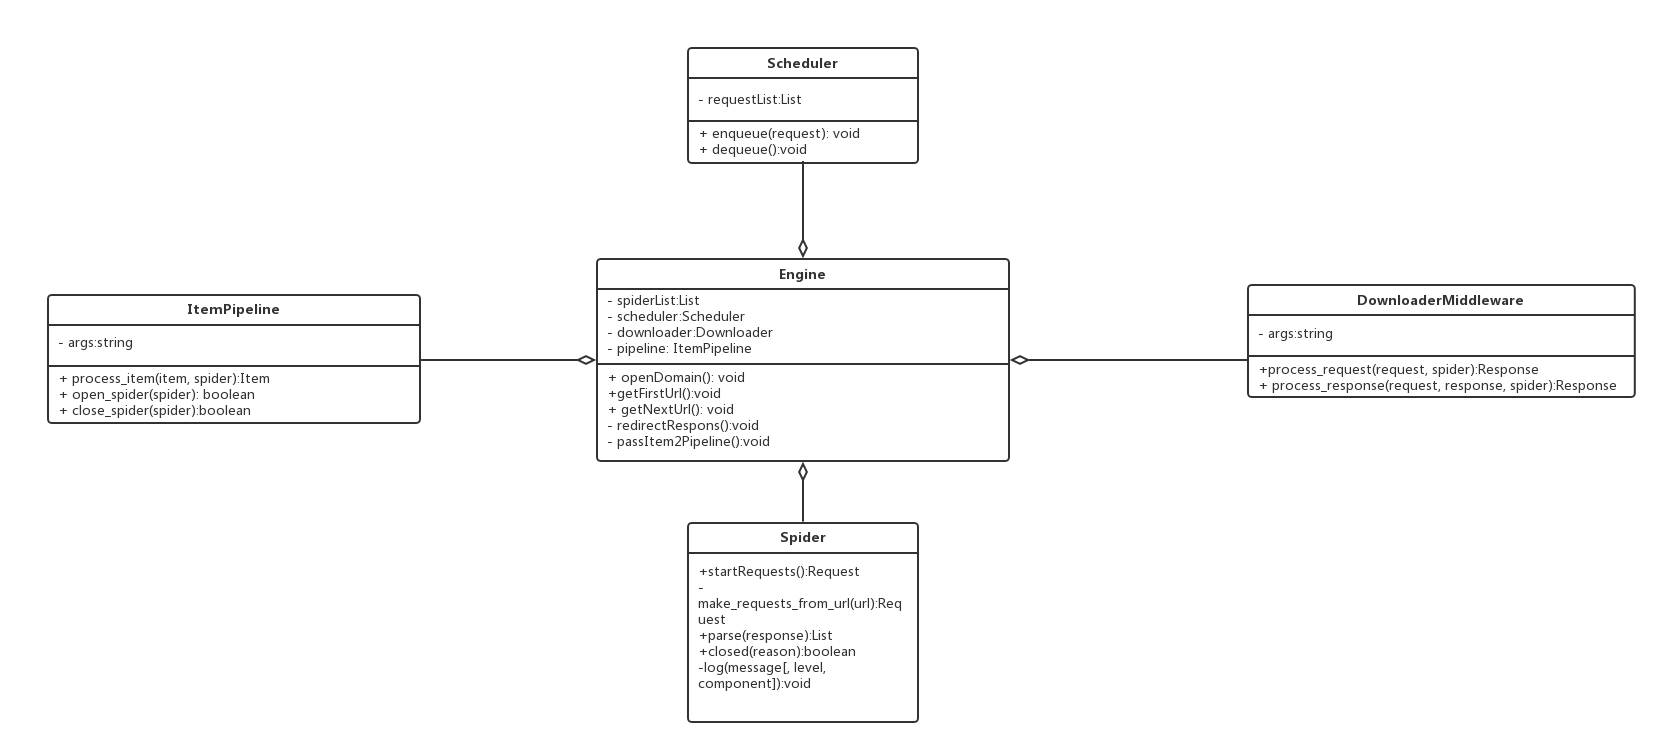 Scheduler
- requestList:List
+ enqueue(request): void
+ dequeue():void
Engine
- spiderList:List
- scheduler:Scheduler
- downloader:Downloader
- pipeline: ItemPipeline
+ openDomain(): void
+getFirstUrl():void
+ getNextUrl(): void
- redirectRespons():void
- passItem2Pipeline():void
ItemPipeline
- args:string
+ process_item(item, spider):Item
+ open_spider(spider): boolean
+ close_spider(spider):boolean
DownloaderMiddleware
- args:string
+process_request(request, spider):Response
+ process_response(request, response, spider):Response
Spider
+startRequests():Request
-
make_requests_from_url(url):Req
uest
+parse(response):List
+closed(reason):boolean
-log(message[, level,
component]):void